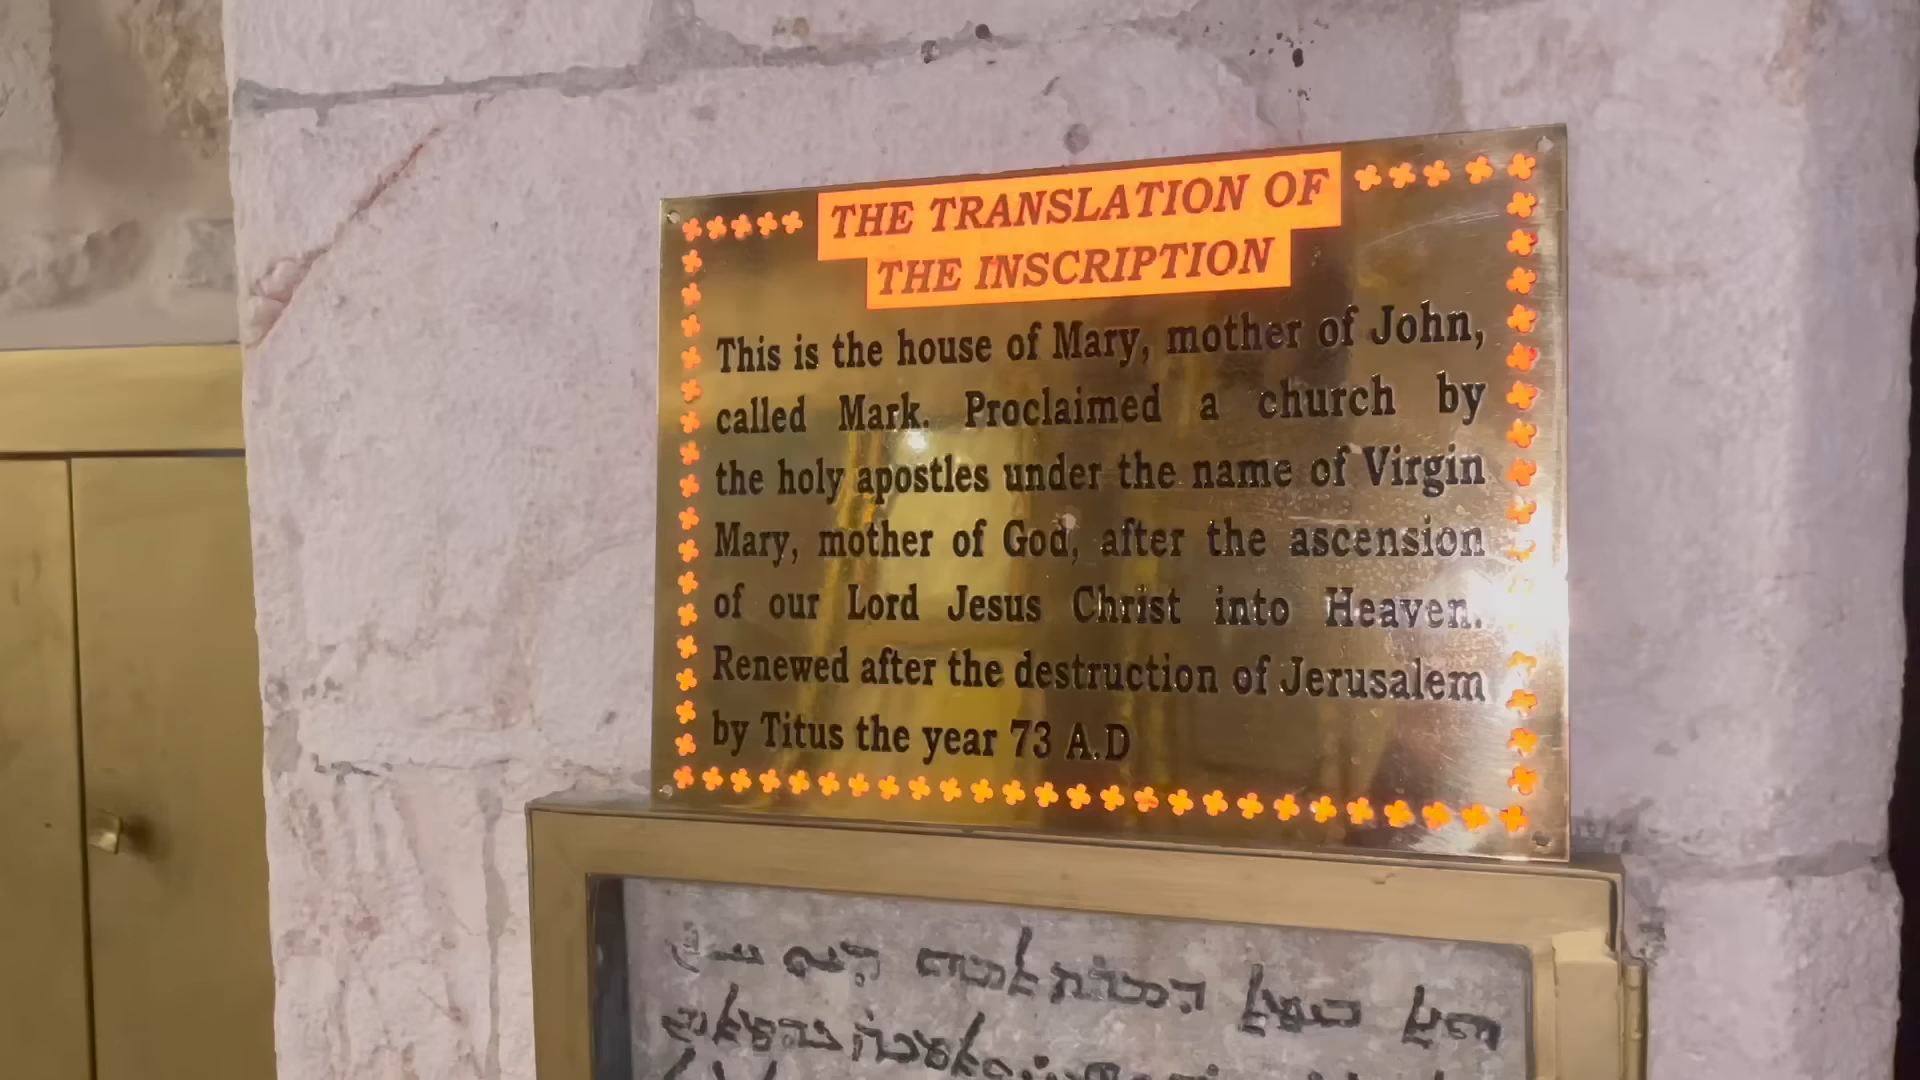 THE TRANSLATION OF
THE INSCRIPTION
This is the house of Mary, mother of John,
called Mark. Proclaimed a church by
the holy apostles under the name of Virgin
Mary, mother of God, after the ascension
of our Lord Jesus Christ into Heaven.
Renewed after the destruction of Jerusalem
by Titus the year 73 A.D